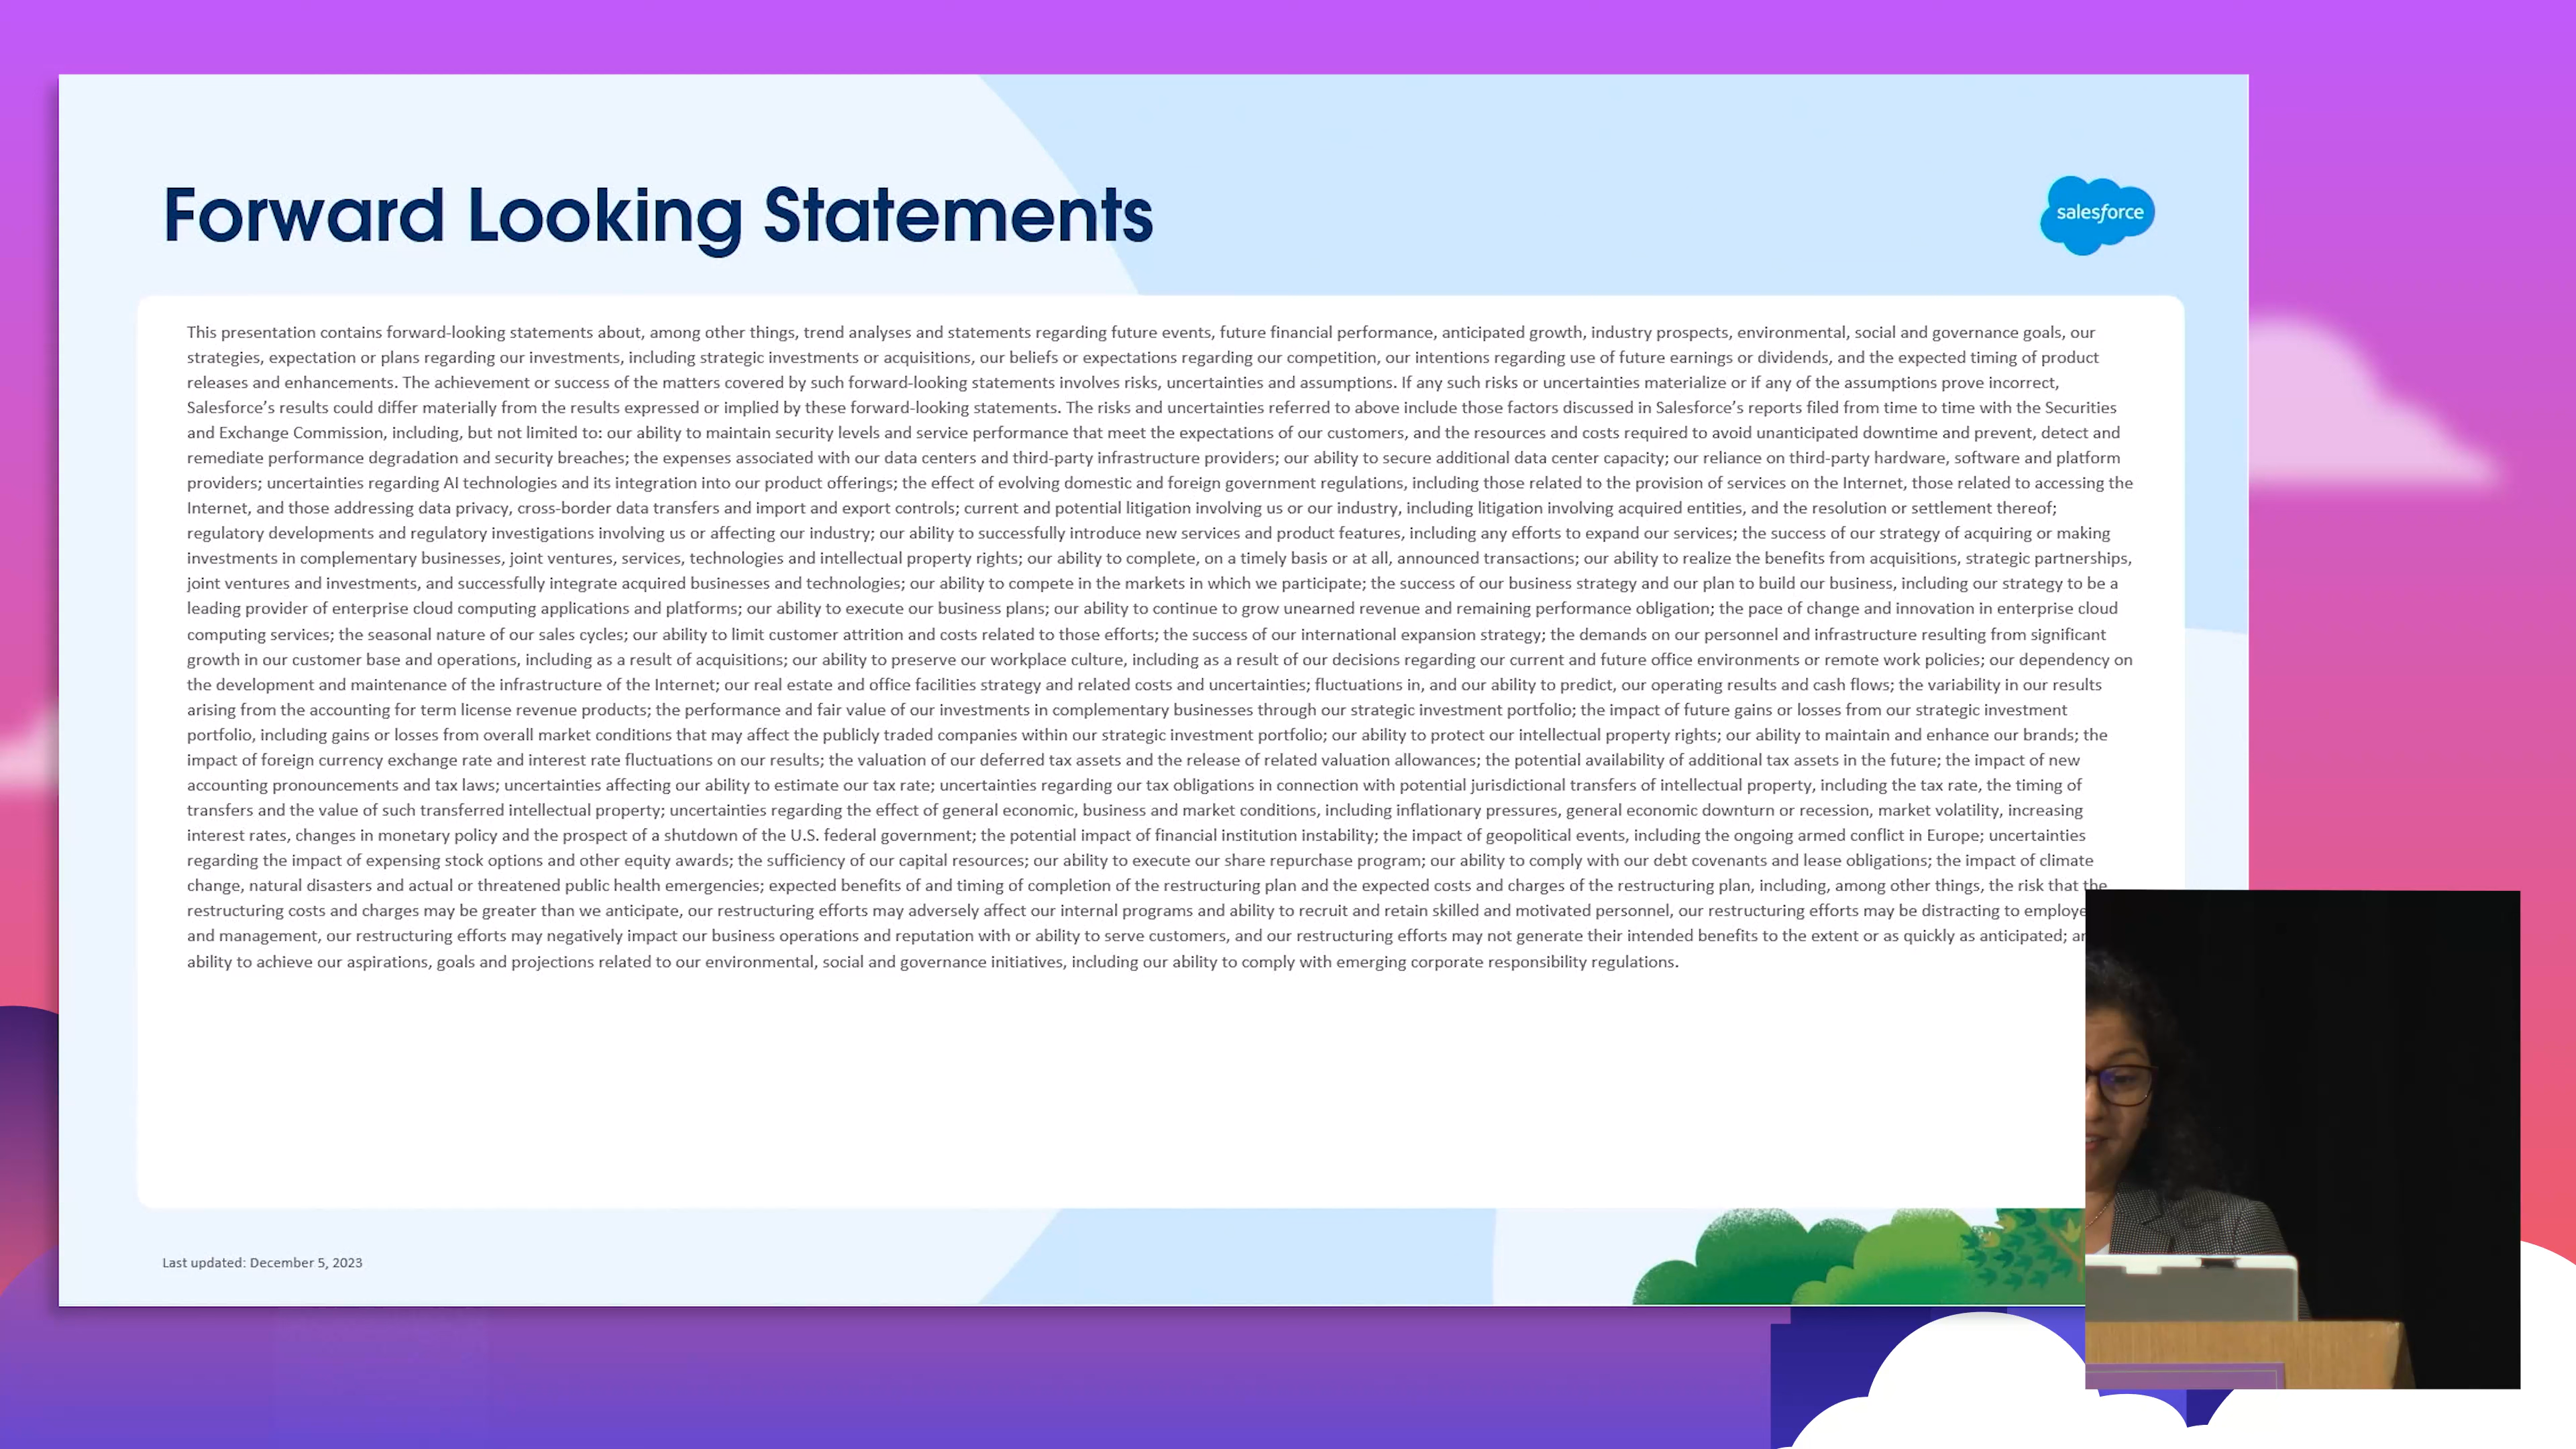 Forward Looking Statements
salesforce
This presentation contains forward-looking statements about, among other things, trend analyses and statements regarding future events, future financial performance, anticipated growth, industry prospects, environmental, social and governance goals, our
strategies, expectation or plans regarding our investments, including strategic investments or acquisitions, our beliefs or expectations regarding our competition, our intentions regarding use of future earnings or dividends, and the expected timing of product
releases and enhancements. The achievement or success of the matters covered by such forward-looking statements involves risks, uncertainties and assumptions. If any such risks or uncertainties materialize or if any of the assumptions prove incorrect,
Salesforce’s results could differ materially from the results expressed or implied by these forward-looking statements. The risks and uncertainties referred to above include those factors discussed in Salesforce’s reports filed from time to time with the Securities
and Exchange Commission, including, but not limited to: our ability to maintain security levels and service performance that meet the expectations of our customers, and the resources and costs required to avoid unanticipated downtime and prevent, detect and
remediate performance degradation and security breaches; the expenses associated with our data centers and third-party infrastructure providers; our ability to secure additional data center capacity; our reliance on third-party hardware, software and platform
providers; uncertainties regarding AI technologies and its integration into our product offerings; the effect of evolving domestic and foreign government regulations, including those related to the provision of services on the Internet, those related to accessing the
Internet, and those addressing data privacy, cross-border data transfers and import and export controls; current and potential litigation involving us or our industry, including litigation involving acquired entities, and the resolution or settlement thereof;
regulatory developments and regulatory investigations involving us or affecting our industry; our ability to successfully introduce new services and product features, including any efforts to expand our services; the success of our strategy of acquiring or making
investments in complementary businesses, joint ventures, services, technologies and intellectual property rights; our ability to complete, on a timely basis or at all, announced transactions; our ability to realize the benefits from acquisitions, strategic partnerships,
joint ventures and investments, and successfully integrate acquired businesses and technologies; our ability to compete in the markets in which we participate; the success of our business strategy and our plan to build our business, including our strategy to be a
leading provider of enterprise cloud computing applications and platforms; our ability to execute our business plans; our ability to continue to grow unearned revenue and remaining performance obligation; the pace of change and innovation in enterprise cloud
computing services; the seasonal nature of our sales cycles; our ability to limit customer attrition and costs related to those efforts; the success of our international expansion strategy; the demands on our personnel and infrastructure resulting from significant
growth in our customer base and operations, including as a result of acquisitions; our ability to preserve our workplace culture, including as a result of our decisions regarding our current and future office environments or remote work policies; our dependency on
the development and maintenance of the infrastructure of the Internet; our real estate and office facilities strategy and related costs and uncertainties; fluctuations in, and our ability to predict, our operating results and cash flows; the variability in our results
arising from the accounting for term license revenue products; the performance and fair value of our investments in complementary businesses through our strategic investment portfolio; the impact of future gains or losses from our strategic investment
portfolio, including gains or losses from overall market conditions that may affect the publicly traded companies within our strategic investment portfolio; our ability to protect our intellectual property rights; our ability to maintain and enhance our brands; the
impact of foreign currency exchange rate and interest rate fluctuations on our results; the valuation of our deferred tax assets and the release of related valuation allowances; the potential availability of additional tax assets in the future; the impact of new
accounting pronouncements and tax laws; uncertainties affecting our ability to estimate our tax rate; uncertainties regarding our tax obligations in connection with potential jurisdictional transfers of intellectual property, including the tax rate, the timing of
transfers and the value of such transferred intellectual property; uncertainties regarding the effect of general economic, business and market conditions, including inflationary pressures, general economic downturn or recession, market volatility, increasing
interest rates, changes in monetary policy and the prospect of a shutdown of the U.S. federal government; the potential impact of financial institution instability; the impact of geopolitical events, including the ongoing armed conflict in Europe; uncertainties
regarding the impact of expensing stock options and other equity awards; the sufficiency of our capital resources; our ability to execute our share repurchase program; our ability to comply with our debt covenants and lease obligations; the impact of climate
change, natural disasters and actual or threatened public health emergencies; expected benefits of and timing of completion of the restructuring plan and the expected costs and charges of the restructuring plan, including, among other things, the risk that the
restructuring costs and charges may be greater than we anticipate, our restructuring efforts may adversely affect our internal programs and ability to recruit and retain skilled and motivated personnel, our restructuring efforts may be distracting to
and management, our restructuring efforts may negatively impact our business operations and reputation with or ability to serve customers, and our restructuring efforts may not generate their intended benefits to the extent or as quickly as anticipated;
ability to achieve our aspirations, goals and projections related to our environmental, social and governance initiatives, including our ability to comply with emerging corporate responsibility regulations.
Last updated: December 5, 2023